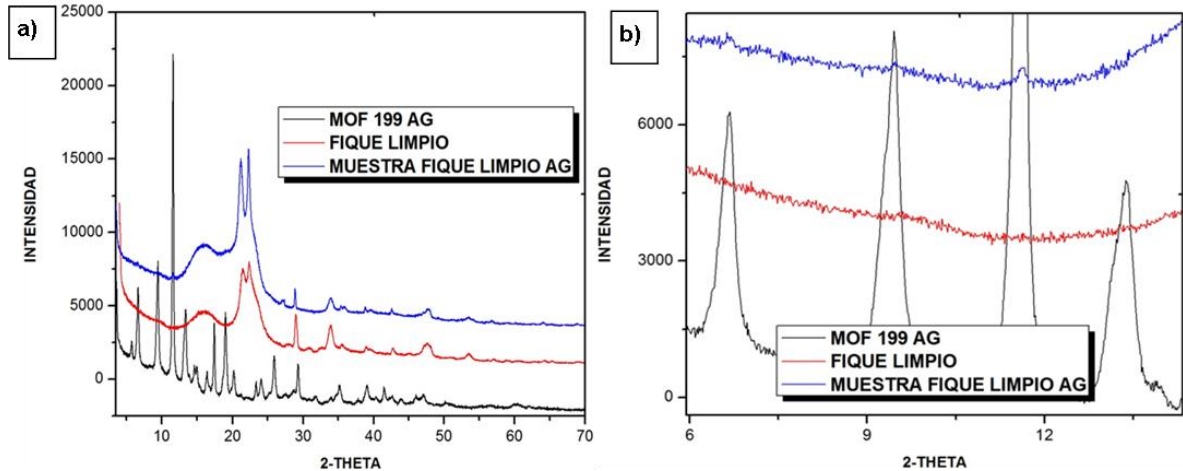 a)
25000
20000
15000
10000
5000
0
INTENSIDAD
MOF 199 AG
FIQUE LIMPIO
MUESTRA FIQUE LIMPIO AG
10 20 30 40 50 60 70
2-THETA
b)
6000
3000
0
INTENSIDAD
MOF 199 AG
FIQUE LIMPIO
MUESTRA FIQUE LIMPIO AG
6 9 12
2-THETA